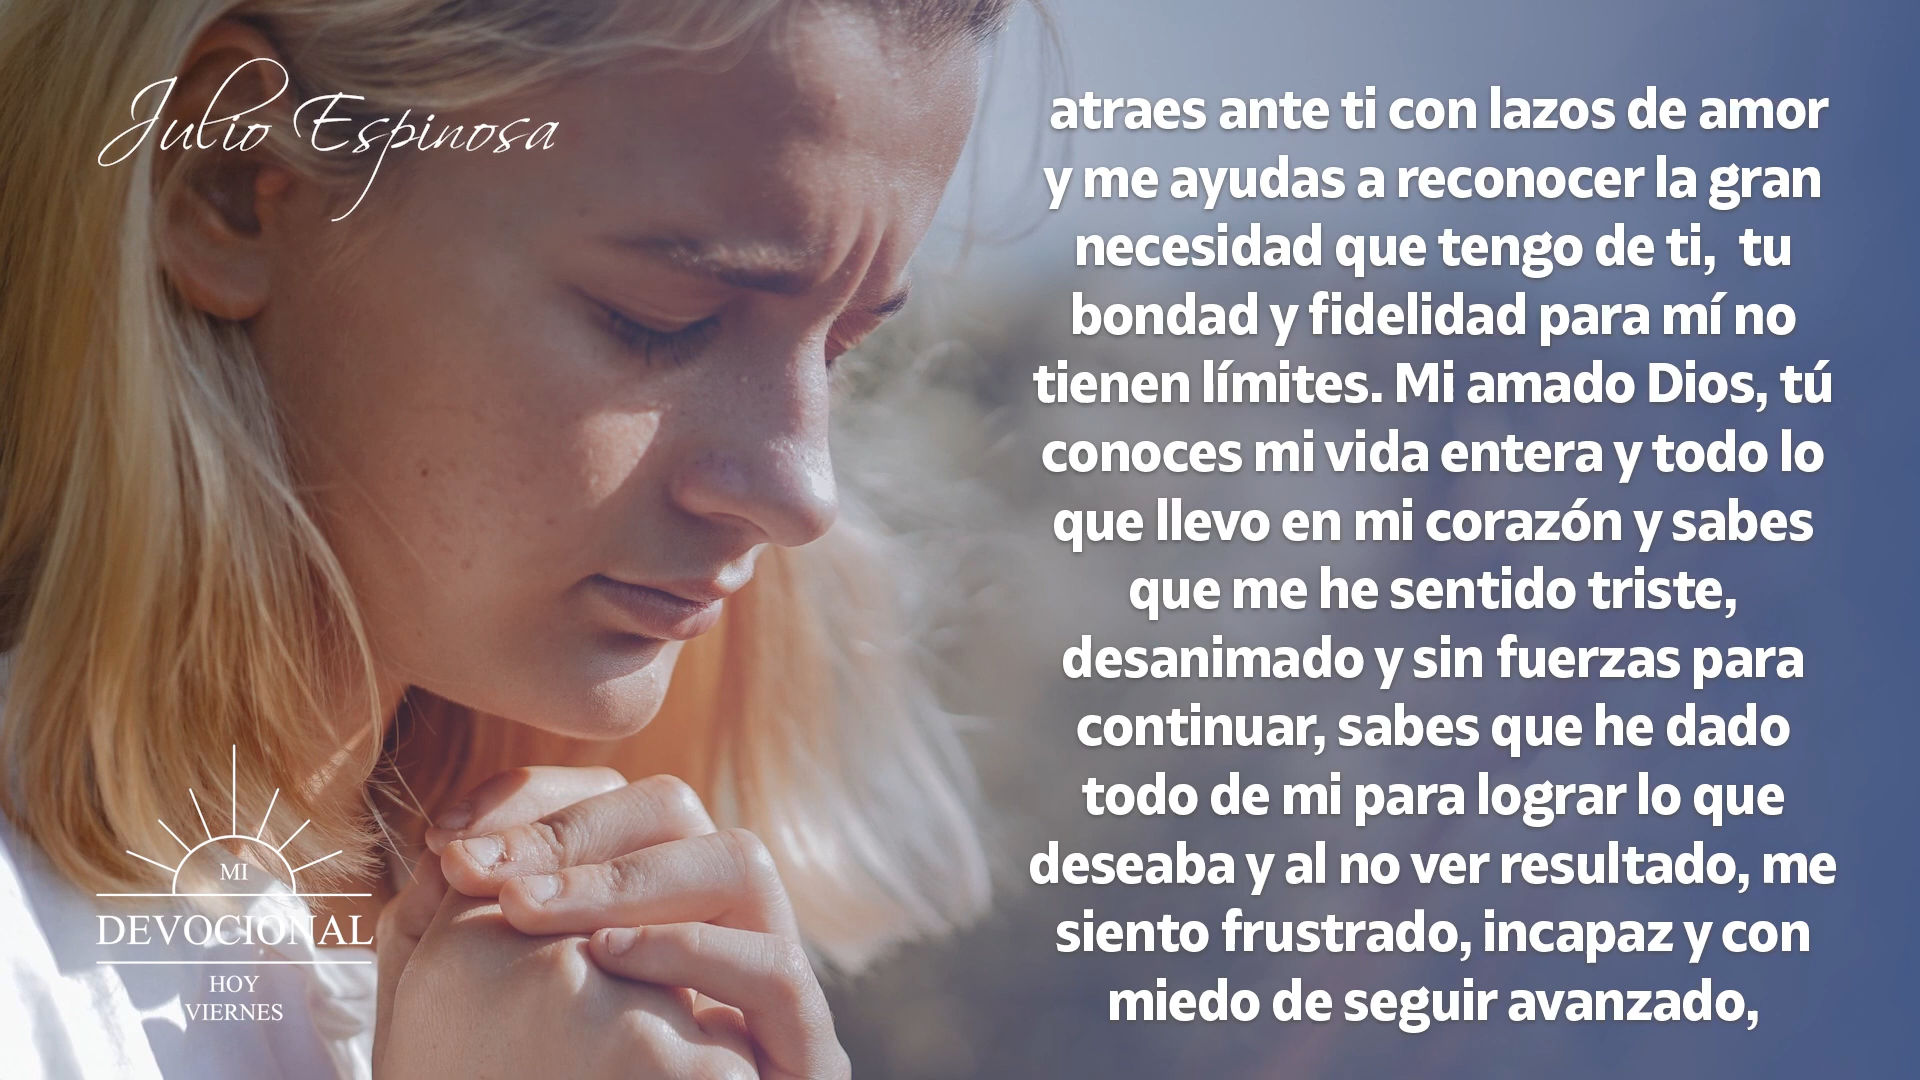 Julio Espinosa
atraes ante ti con lazos de amor
y me ayudas a reconocer la gran
necesidad que tengo de ti,  tu
bondad y fidelidad para mí no
tienen límites. Mi amado Dios, tú
conoces mi vida entera y todo lo
que llevo en mi corazón y sabes
que me he sentido triste,
desanimado y sin fuerzas para
continuar, sabes que he dado
todo de mi para lograr lo que
deseaba y al no ver resultado, me
siento frustrado, incapaz y con
miedo de seguir avanzado,
MI
DEVOCIONAL
HOY
VIERNES